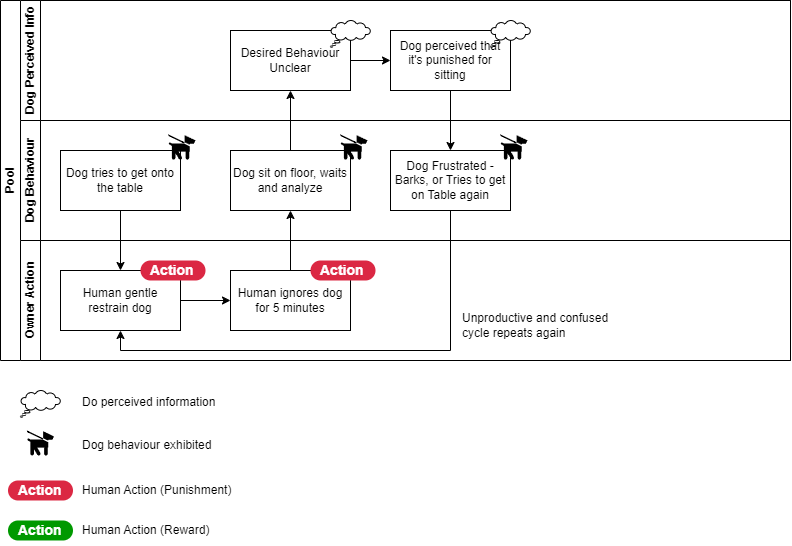 Pool
Dog Perceived Info
Desired Behaviour
Unclear
Dog perceived that
it's punished for
sitting
Dog Behaviour
Dog tries to get onto
the table
Dog sit on floor, waits
and analyze
Dog Frustrated -
Barks, or Tries to get
on Table again
Owner Action
Action
Human gentle
restrain dog
Action
Human ignores dog
for 5 minutes
Unproductive and confused
cycle repeats again
Do perceived information
Dog behaviour exhibited
Action
Human Action (Punishment)
Action
Human Action (Reward)